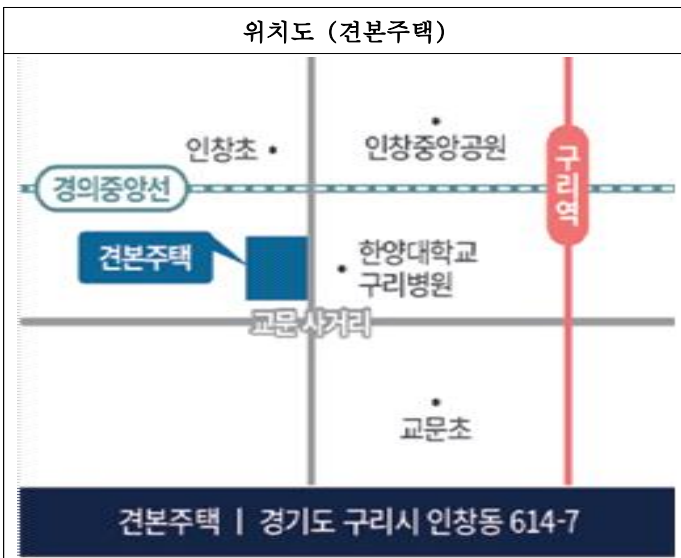 위치도 (견본주택)
인창초
인창중앙공원
구리역
경의중앙선
견본주택
한양대학교
구리병원
교문사거리
교문초
견본주택 | 경기도 구리시 인창동 614-7